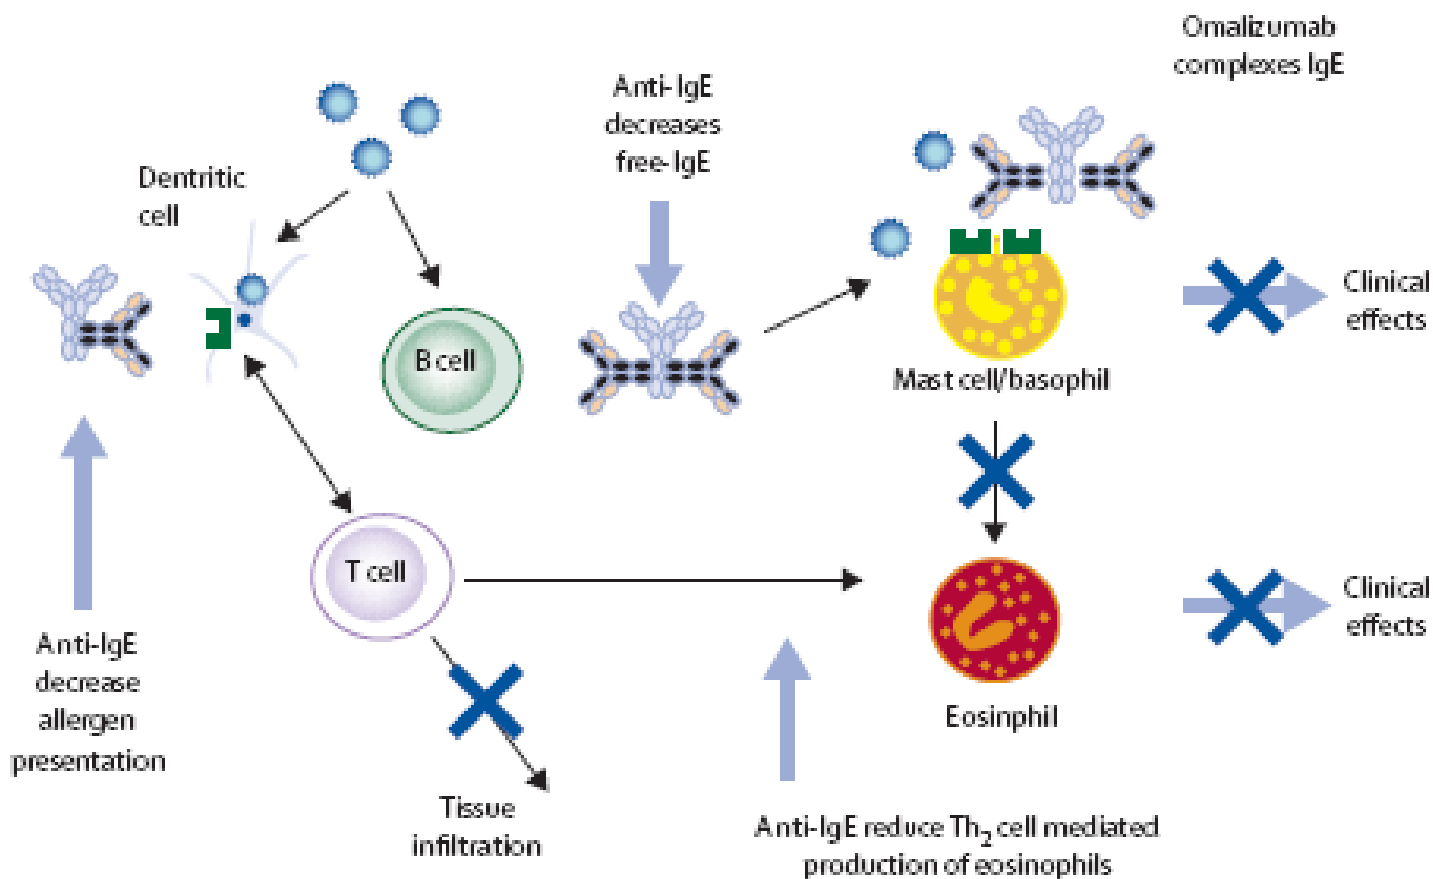 Omalizumab
complexes IgE
Anti-IgE
decreases
free-IgE
Dentritic
cell
Clinical
effects
B cell
Mast cell/basophil
T cell
Clinical
effects
Anti-IgE
decrease
allergen
presentation
Eosinphil
Tissue
infiltration
Anti-IgE reduce Th2 cell mediated
production of eosinophils